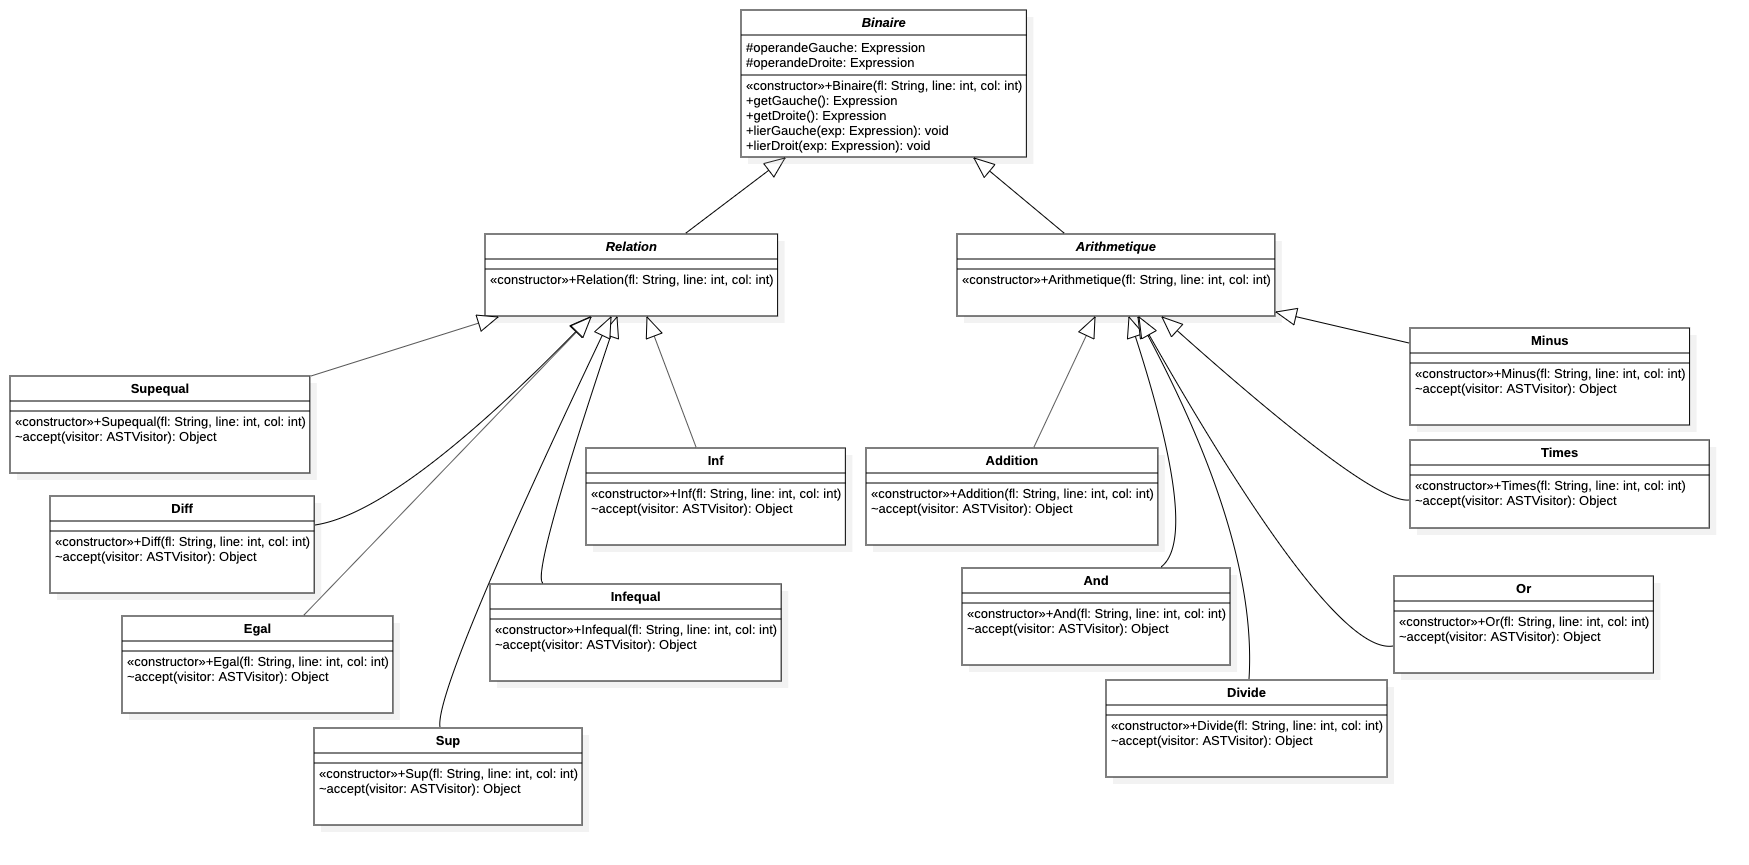 Binaire
#operandeGauche: Expression
#operandeDroite: Expression
«constructor»+Binaire(fl: String, line: int, col: int)
+getGauche(): Expression
+getDroite(): Expression
+lierGauche(exp: Expression): void
+lierDroit(exp: Expression): void
Relation
«constructor»+Relation(fl: String, line: int, col: int)
Arithmetique
«constructor»+Arithmetique(fl: String, line: int, col: int)
Minus
«constructor»+Minus(fl: String, line: int, col: int)
~accept(visitor: ASTVisitor): Object
Supequal
«constructor»+Supequal(fl: String, line: int, col: int)
~accept(visitor: ASTVisitor): Object
Times
«constructor»+Times(fl: String, line: int, col: int)
~accept(visitor: ASTVisitor): Object
Inf
«constructor»+Inf(fl: String, line: int, col: int)
~accept(visitor: ASTVisitor): Object
Addition
«constructor»+Addition(fl: String, line: int, col: int)
~accept(visitor: ASTVisitor): Object
Diff
«constructor»+Diff(fl: String, line: int, col: int)
~accept(visitor: ASTVisitor): Object
And
«constructor»+And(fl: String, line: int, col: int)
~accept(visitor: ASTVisitor): Object
Or
«constructor»+Or(fl: String, line: int, col: int)
~accept(visitor: ASTVisitor): Object
Infequal
«constructor»+Infequal(fl: String, line: int, col: int)
~accept(visitor: ASTVisitor): Object
Egal
«constructor»+Egal(fl: String, line: int, col: int)
~accept(visitor: ASTVisitor): Object
Divide
«constructor»+Divide(fl: String, line: int, col: int)
~accept(visitor: ASTVisitor): Object
Sup
«constructor»+Sup(fl: String, line: int, col: int)
~accept(visitor: ASTVisitor): Object